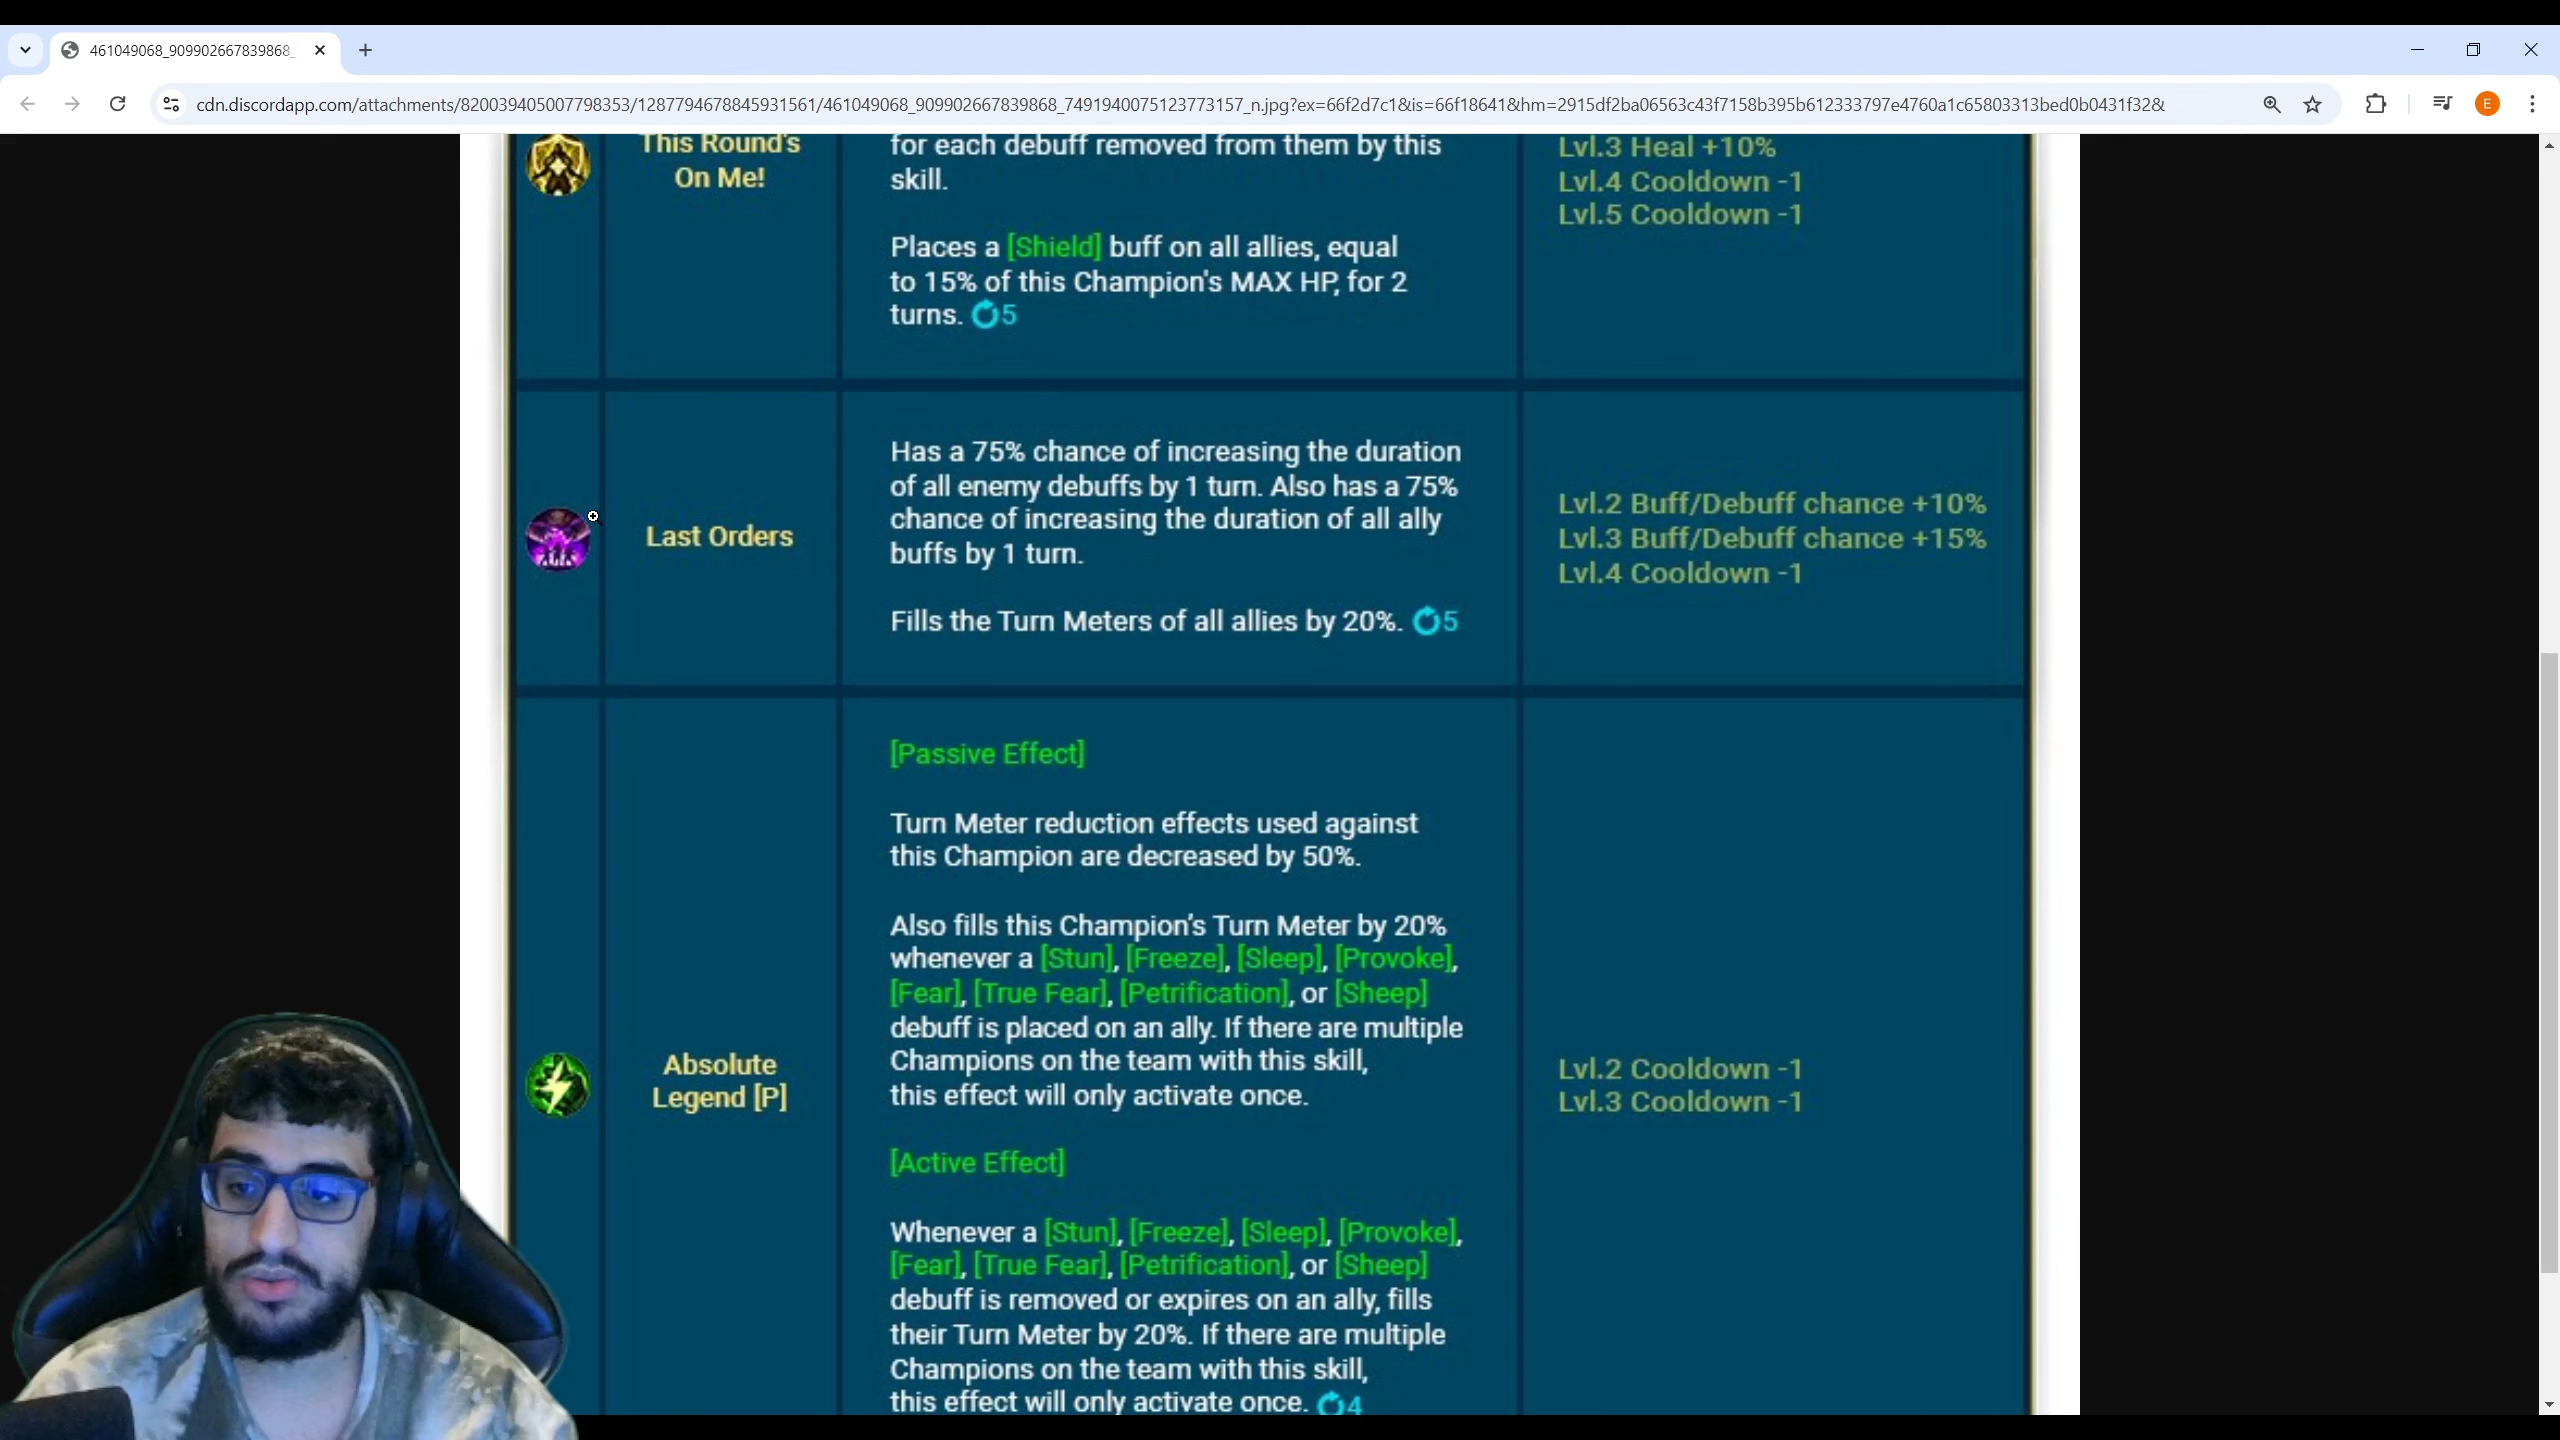 461049068_909902667839868_
cdn.discordapp.com/attachments/820039405007798353/1287794678845931561/461049068_909902667839868_7491940075123773157_n.jpg?ex=66f2d7c1&is=66f18641&hm=2915df2ba06563c43f7158b395b612333797e4760a1c65803313bed0b0431f32&
E
This Round's
On Me!
for each debuff removed from them by this
skill.
Places a [Shield] buff on all allies, equal
to 15% of this Champion's MAX HP, for 2
turns. 5
Lvl.3 Heal +10%
Lvl.4 Cooldown -1
Lvl.5 Cooldown -1
Last Orders
Has a 75% chance of increasing the duration
of all enemy debuffs by 1 turn. Also has a 75%
chance of increasing the duration of all ally
buffs by 1 turn.
Fills the Turn Meters of all allies by 20%. 5
Lvl.2 Buff/Debuff chance +10%
Lvl.3 Buff/Debuff chance +15%
Lvl.4 Cooldown -1
Absolute
Legend [P]
[Passive Effect]
Turn Meter reduction effects used against
this Champion are decreased by 50%.
Also fills this Champion’s Turn Meter by 20%
whenever a [Stun], [Freeze], [Sleep], [Provoke],
[Fear], [True Fear], [Petrification], or [Sheep]
debuff is placed on an ally. If there are multiple
Champions on the team with this skill,
this effect will only activate once.
[Active Effect]
Whenever a [Stun], [Freeze], [Sleep], [Provoke],
[Fear], [True Fear], [Petrification], or [Sheep]
debuff is removed or expires on an ally, fills
their Turn Meter by 20%. If there are multiple
Champions on the team with this skill,
this effect will only activate once. 4
Lvl.2 Cooldown -1
Lvl.3 Cooldown -1